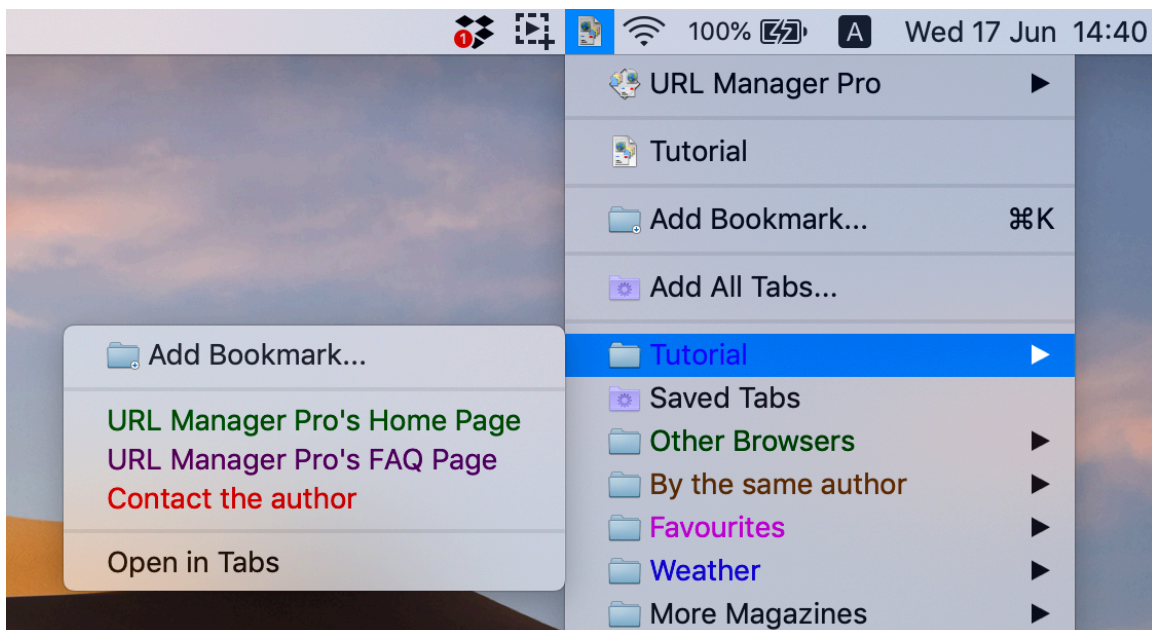 1 100% A Wed 17 Jun 14:40
URL Manager Pro
Tutorial
Add Bookmark... ⌘K
Add All Tabs...
Tutorial
Saved Tabs
Other Browsers
By the same author
Favourites
Weather
More Magazines
Add Bookmark...
URL Manager Pro's Home Page
URL Manager Pro's FAQ Page
Contact the author
Open in Tabs